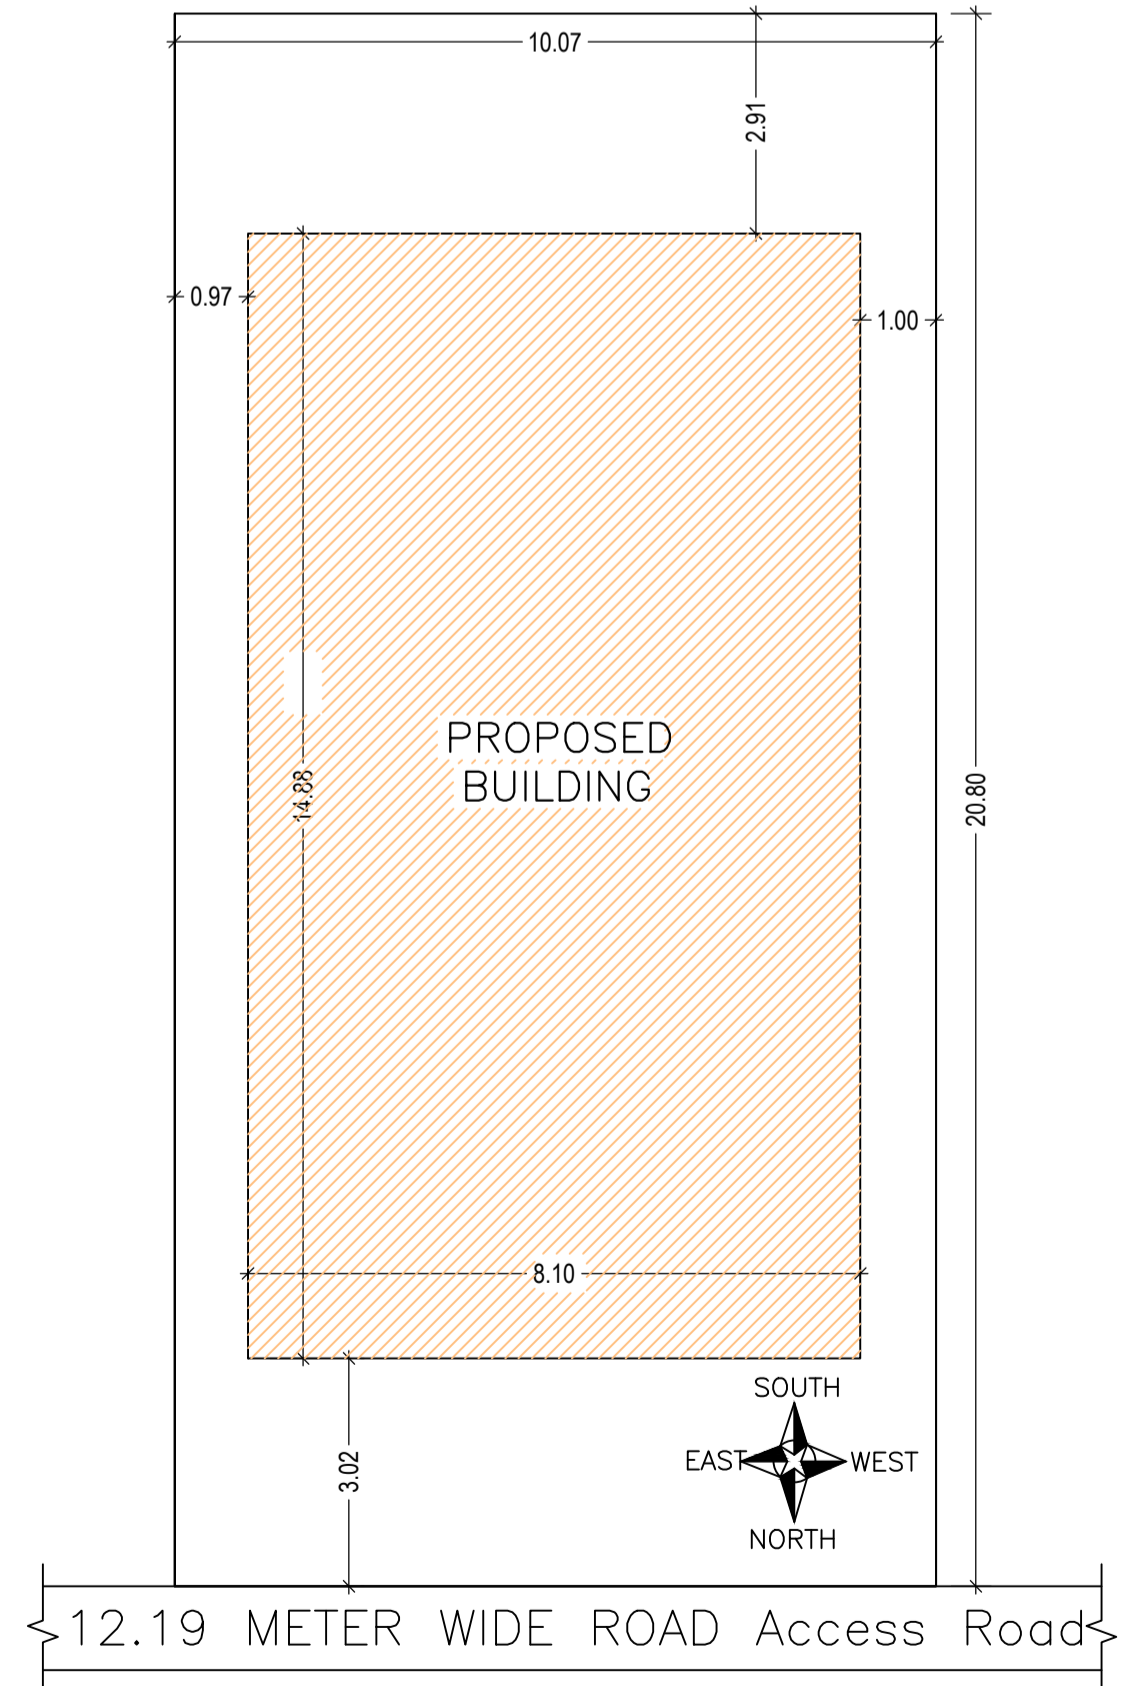 10.07
2.91
0.97
1.00
PROPOSED
BUILDING
14.88
20.80
8.10
SOUTH
3.02
EAST WEST
NORTH
12.19 METER WIDE ROAD Access Road